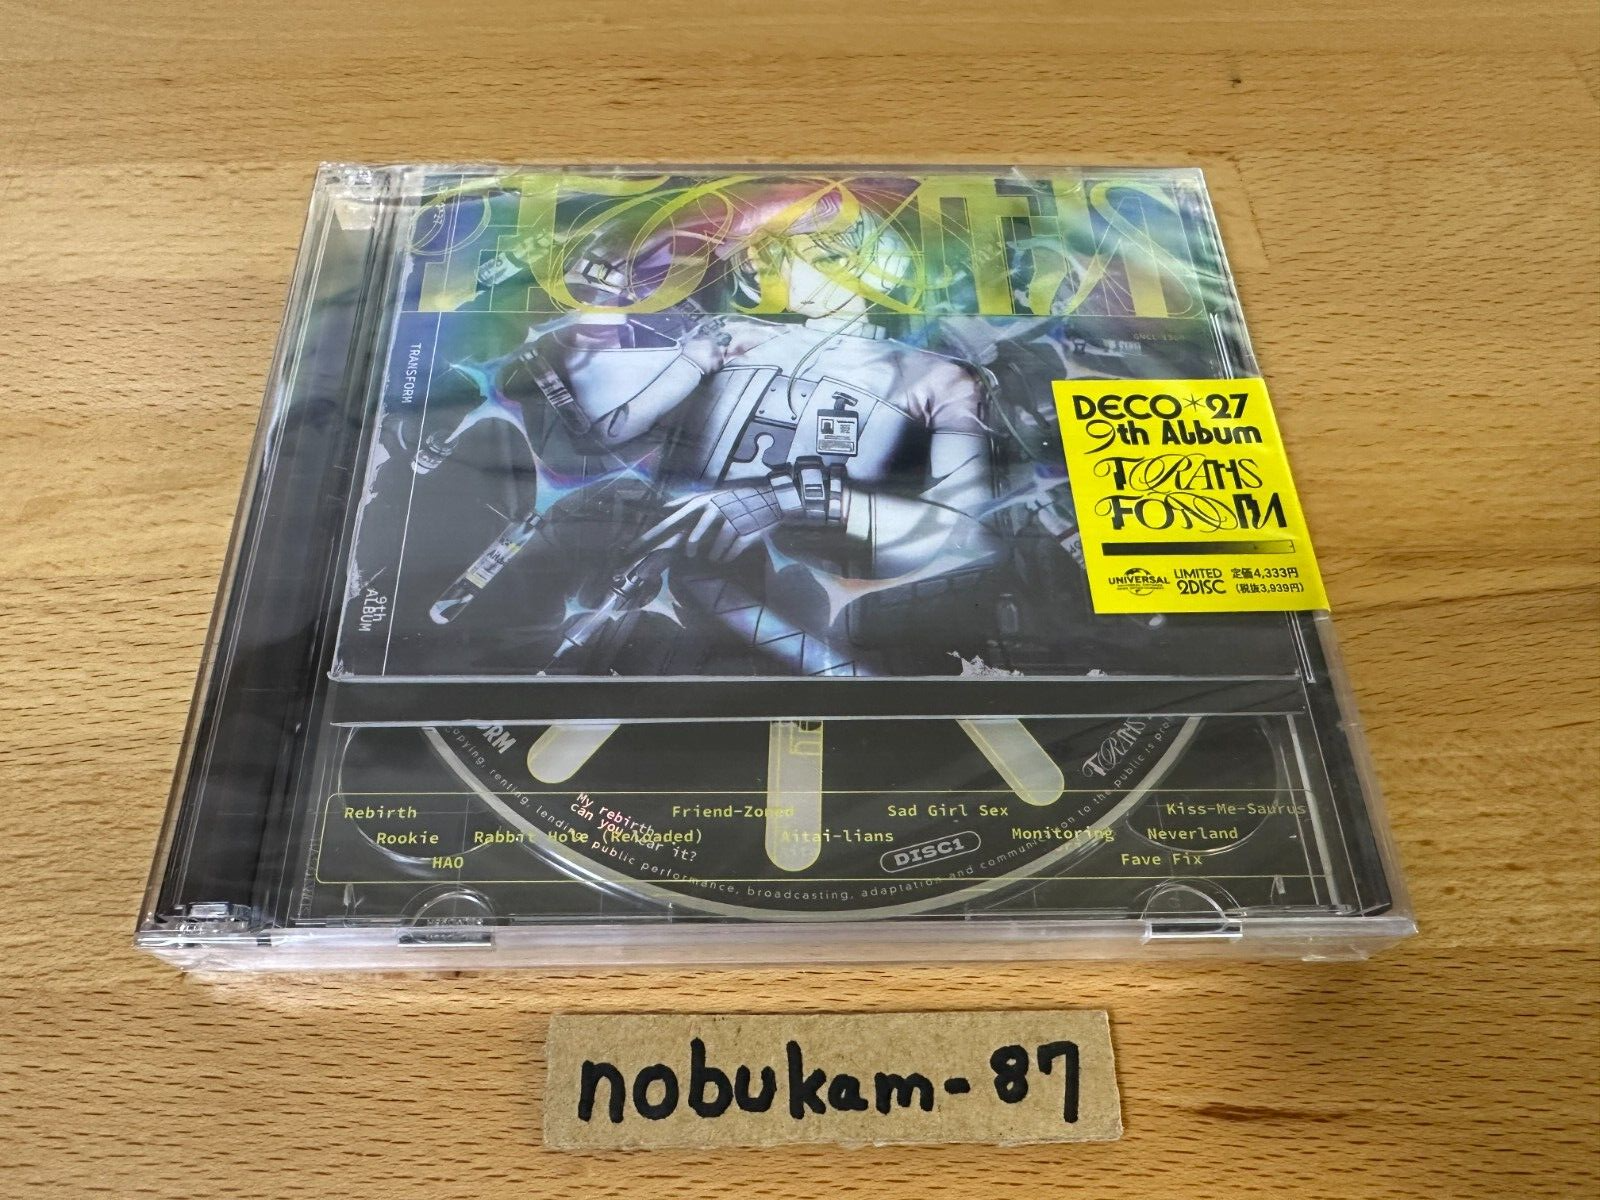 TRANSFORM
9th
ALBUM
DECO*27
9th Album
TRANS
FORM
UNIVERSAL
LIMITED
2DISC
定価4,333円
(税抜3,939円)
My rebirth...
can you hear it?
Rebirth Friend-Zoned Sad Girl Sex Kiss-Me-Saurus
Rookie Rabbit Hole (Reloaded) Aitai-lians Monitoring Neverland
HAO Fave Fix
DISC1
copying, renting, lending, public performance, broadcasting, adaptation and communication to the public is
nobukam-87